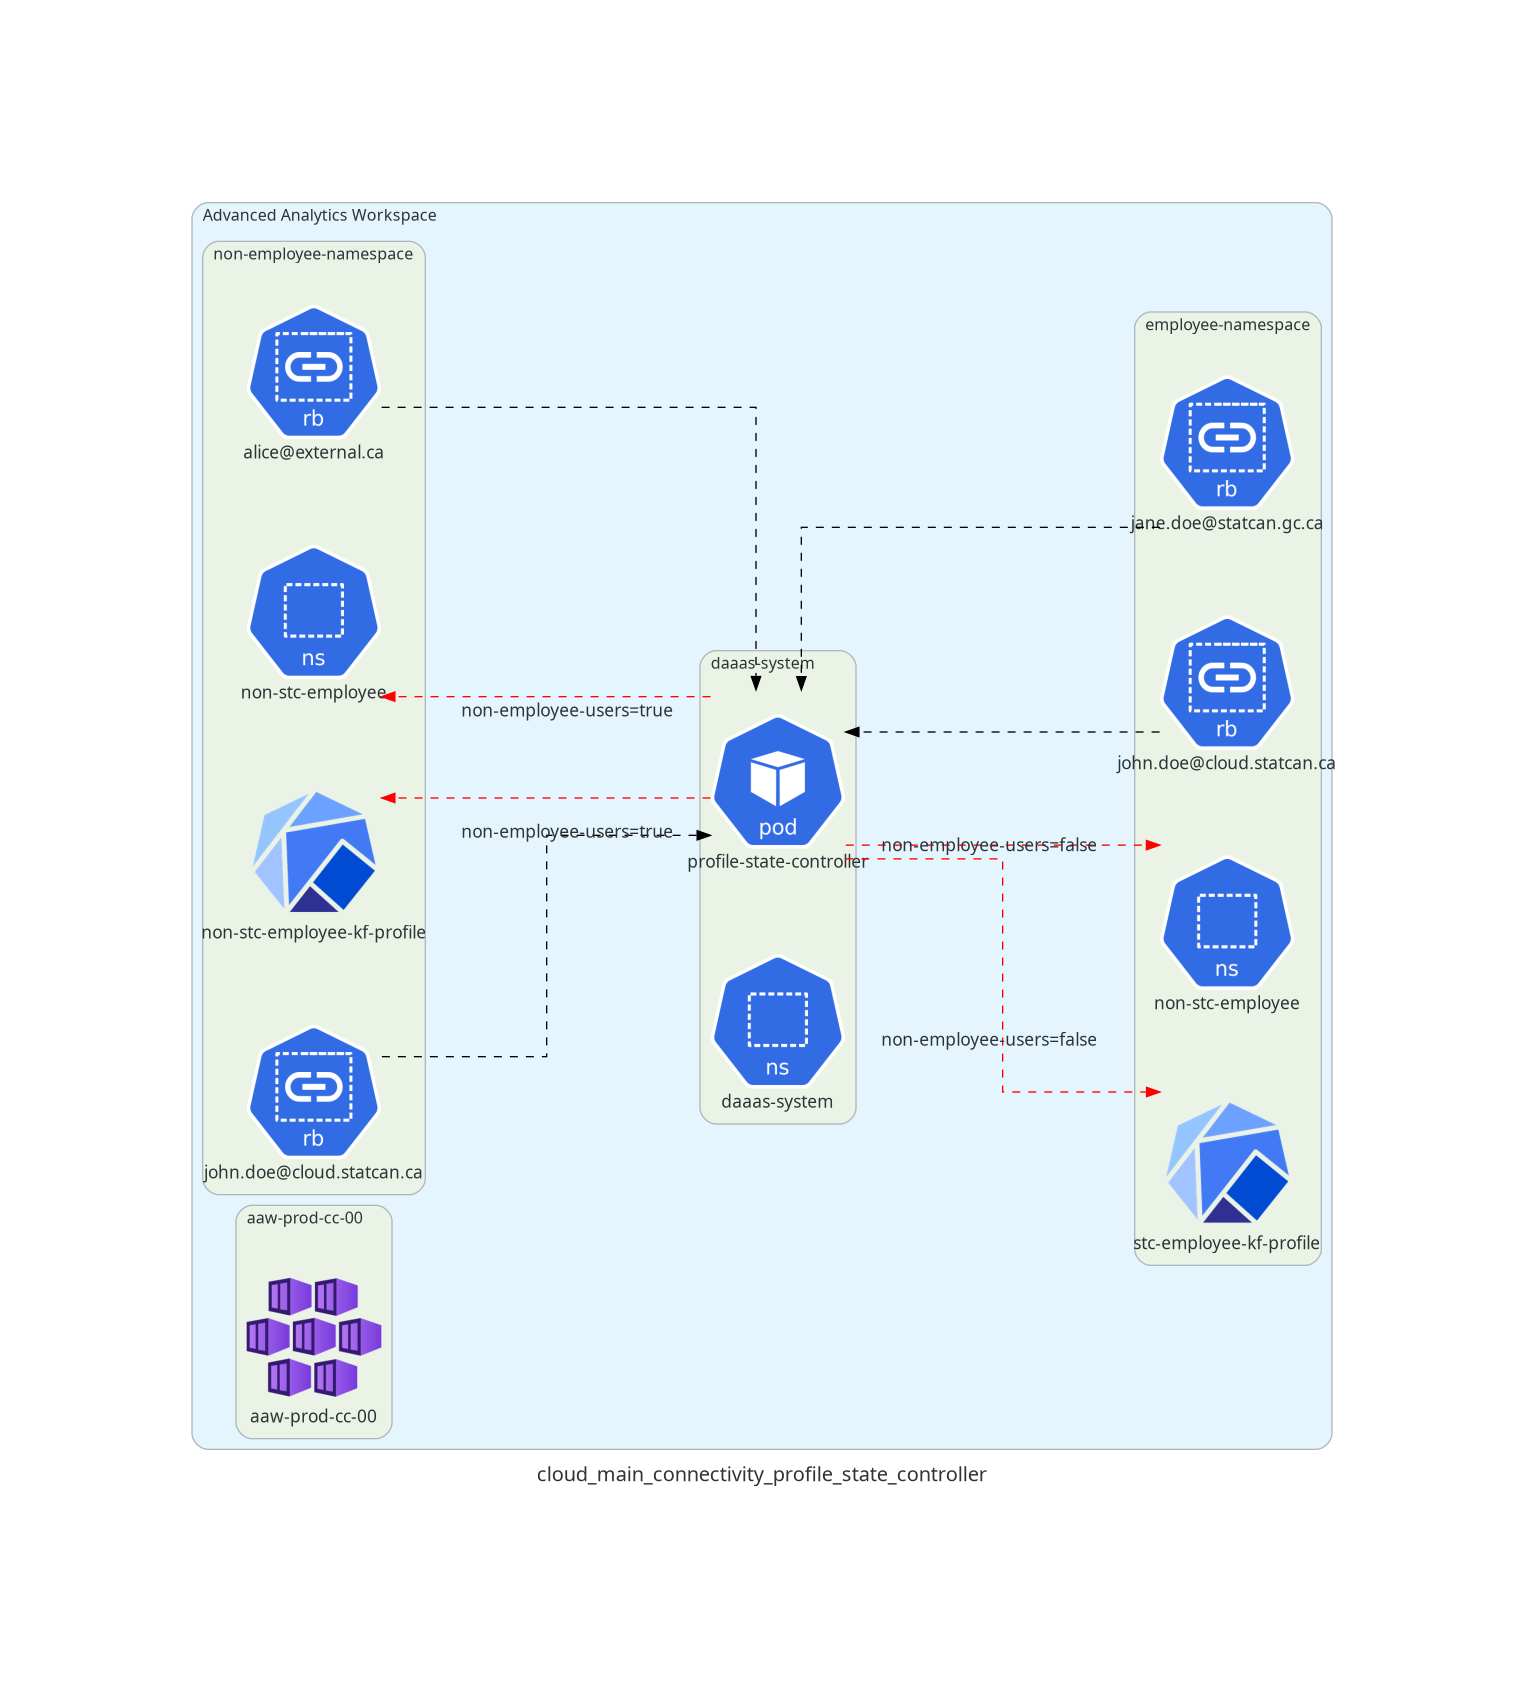 Advanced Analytics Workspace
non-employee-namespace
rb
alice@external.ca
ns
non-stc-employee
non-stc-employee-kf-profile
rb
john.doe@cloud.statcan.ca
aaw-prod-cc-00
aaw-prod-cc-00
non-employee-users=true
non-employee-users=true
daaas-system
pod
profile-state-controller
ns
daaas-system
non-employee-users=false
non-employee-users=false
employee-namespace
rb
jane.doe@statcan.gc.ca
rb
john.doe@cloud.statcan.ca
ns
non-stc-employee
stc-employee-kf-profile
cloud_main_connectivity_profile_state_controller